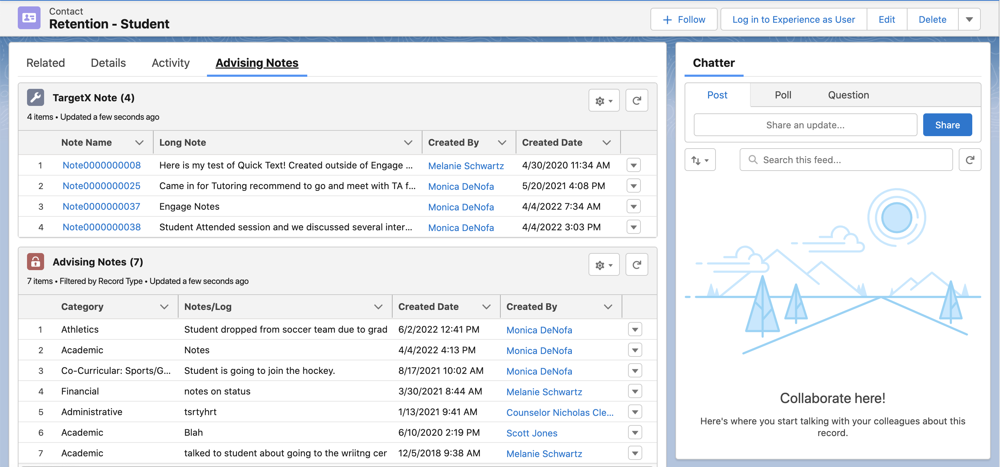 Contact
Retention - Student
Follow
Log in to Experience as User
Edit
Delete
Related
Details
Activity
Advising Notes
TargetX Note (4)
4 items • Updated a few seconds ago
Note Name
Long Note
Created By
Created Date
1 Note0000000008 Here is my test of Quick Text! Created outside of Engage ... Melanie Schwartz 4/30/2020 11:34 AM
2 Note0000000025 Came in for Tutoring recommend to go and meet with TA f... Monica DeNofa 5/20/2021 4:08 PM
3 Note0000000037 Engage Notes Monica DeNofa 4/4/2022 7:34 AM
4 Note0000000038 Student Attended session and we discussed several inter... Monica DeNofa 4/4/2022 3:03 PM
Advising Notes (7)
7 items • Filtered by Record Type • Updated a few seconds ago
Category
Notes/Log
Created Date
Created By
1 Athletics Student dropped from soccer team due to grad 6/2/2022 12:41 PM Monica DeNofa
2 Academic Notes 4/4/2022 4:13 PM Monica DeNofa
3 Co-Curricular: Sports/G... Student is going to join the hockey. 8/17/2021 10:02 AM Monica DeNofa
4 Financial notes on status 3/30/2021 8:44 AM Melanie Schwartz
5 Administrative tsrtyhrt 1/13/2021 9:41 AM Counselor Nicholas Cle...
6 Academic Blah 6/10/2020 2:19 PM Scott Jones
7 Academic talked to student about going to the wriitng cer 12/5/2018 9:38 AM Melanie Schwartz
Chatter
Post
Poll
Question
Share an update...
Share
Search this feed...
Collaborate here!
Here's where you start talking with your colleagues about this
record.